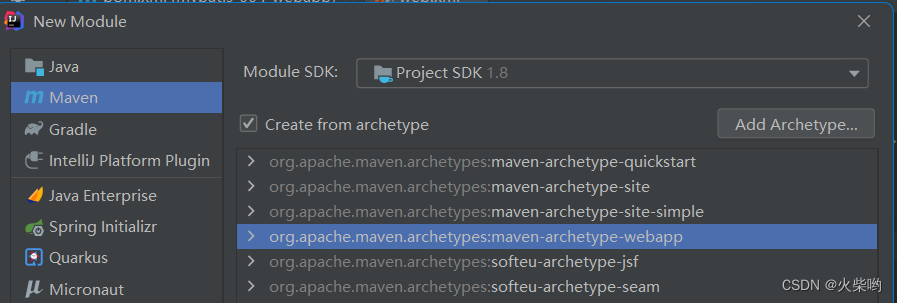 New Module
Java
Maven
Gradle
IntelliJ Platform Plugin
Java Enterprise
Spring Initializr
Quarkus
Micronaut
Module SDK: Project SDK 1.8
Create from archetype Add Archetype...
org.apache.maven.archetypes:maven-archetype-quickstart
org.apache.maven.archetypes:maven-archetype-site
org.apache.maven.archetypes:maven-archetype-site-simple
org.apache.maven.archetypes:maven-archetype-webapp
org.apache.maven.archetypes:softeu-archetype-jsf
org.apache.maven.archetypes:softeu-archetype-seam
CSDN @火柴哟